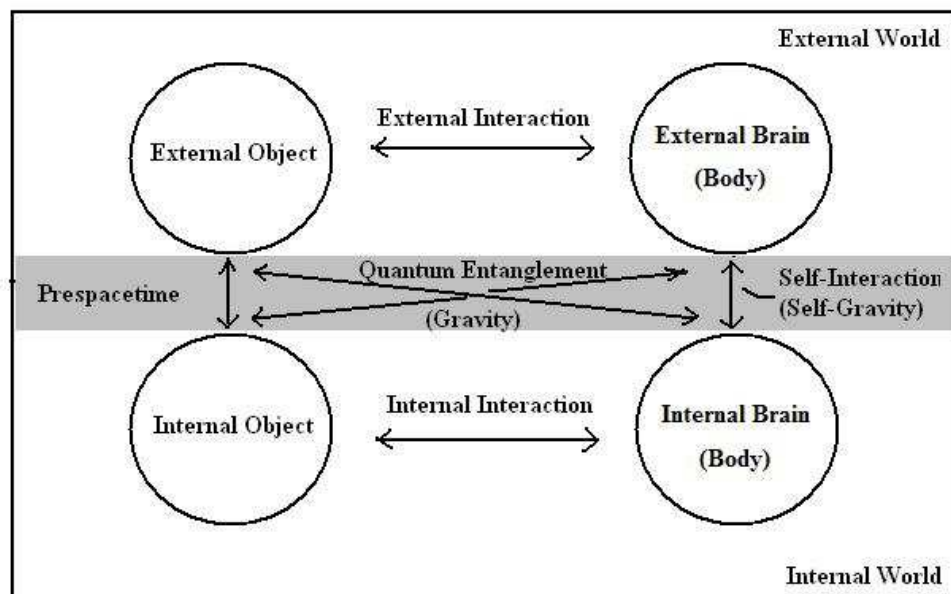 External World
External Interaction
External Object
External Brain
(Body)
Quantum Entanglement
(Gravity)
Prespacetime
Self-Interaction
(Self-Gravity)
Internal Interaction
Internal Object
Internal Brain
(Body)
Internal World